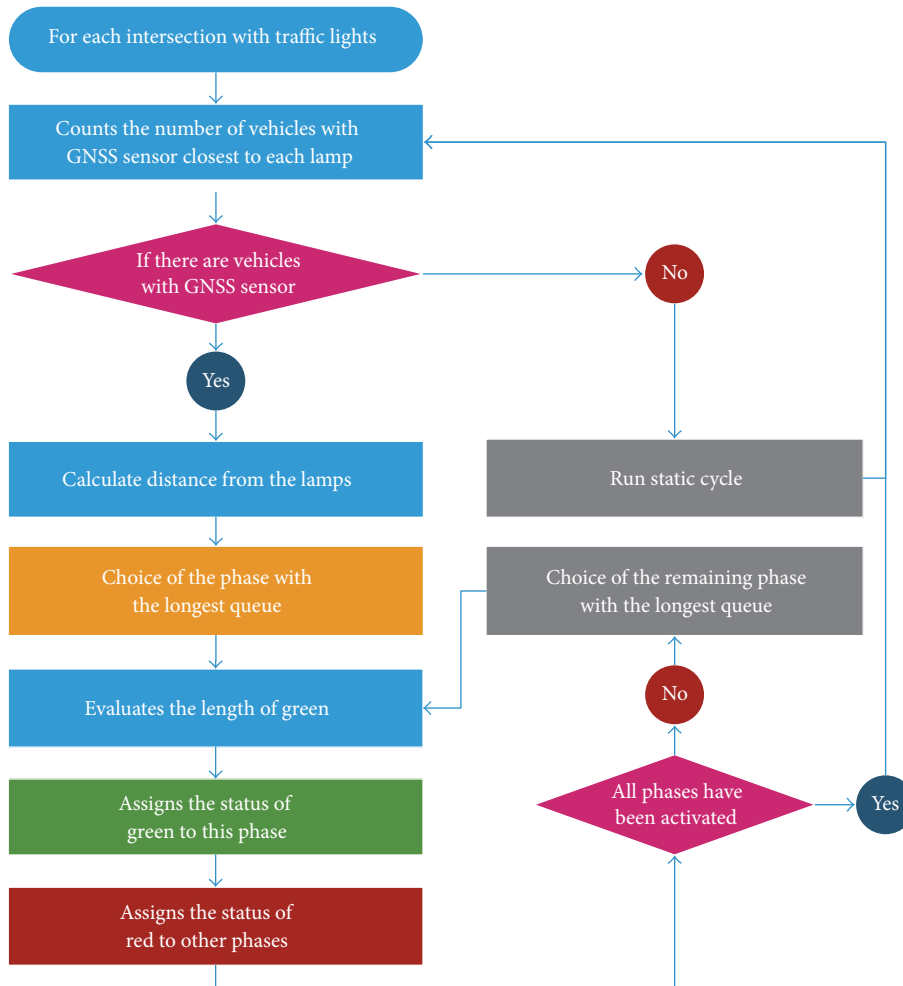 For each intersection with traffic lights
Counts the number of vehicles with
GNSS sensor closest to each lamp
If there are vehicles
with GNSS sensor
No
Yes
Calculate distance from the lamps
Run static cycle
Choice of the phase with
the longest queue
Choice of the remaining phase
with the longest queue
Evaluates the length of green
No
Assigns the status of
green to this phase
All phases have
been activated
Yes
Assigns the status of
red to other phases